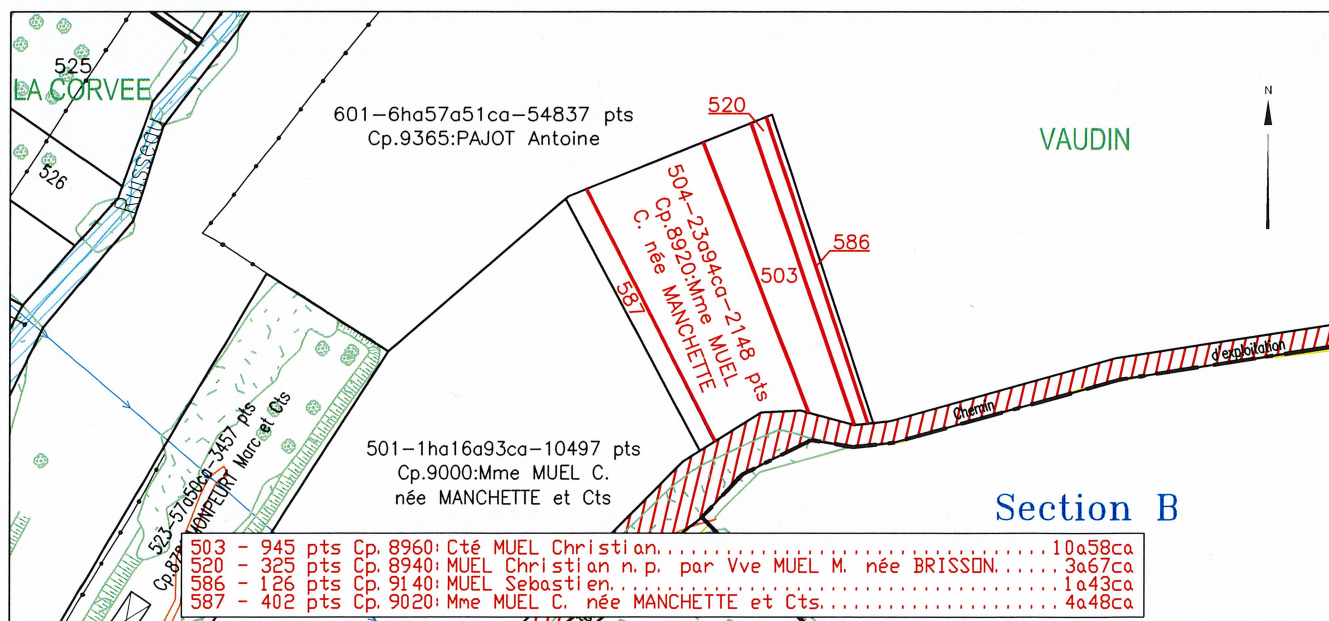 525
LA CORVEE
526
Ruisseau
601-6ha57a51ca-54837 pts
Cp.9365:PAJOT Antoine
520
N
VAUDIN
504-23a94ca-2148 pts
Cp.8920:Mme MUEL
C. née MANCHETTE
586
503
587
d'exploitation
Chemin
501-1ha16a93ca-10497 pts
Cp.9000:Mme MUEL C.
née MANCHETTE et Cts
523-57a50ca-3457 pts
MONPEURT Marc et Cts
Section B
503 - 945 pts Cp. 8960: Cté MUEL Christian........................................10a58ca
520 - 325 pts Cp. 8940: MUEL Christian n.p. par Vve MUEL M. née BRISSON.......3a67ca
586 - 126 pts Cp. 9140: MUEL Sebastien.............................................1a43ca
587 - 402 pts Cp. 9020: Mme MUEL C. née MANCHETTE et Cts........................4a48ca